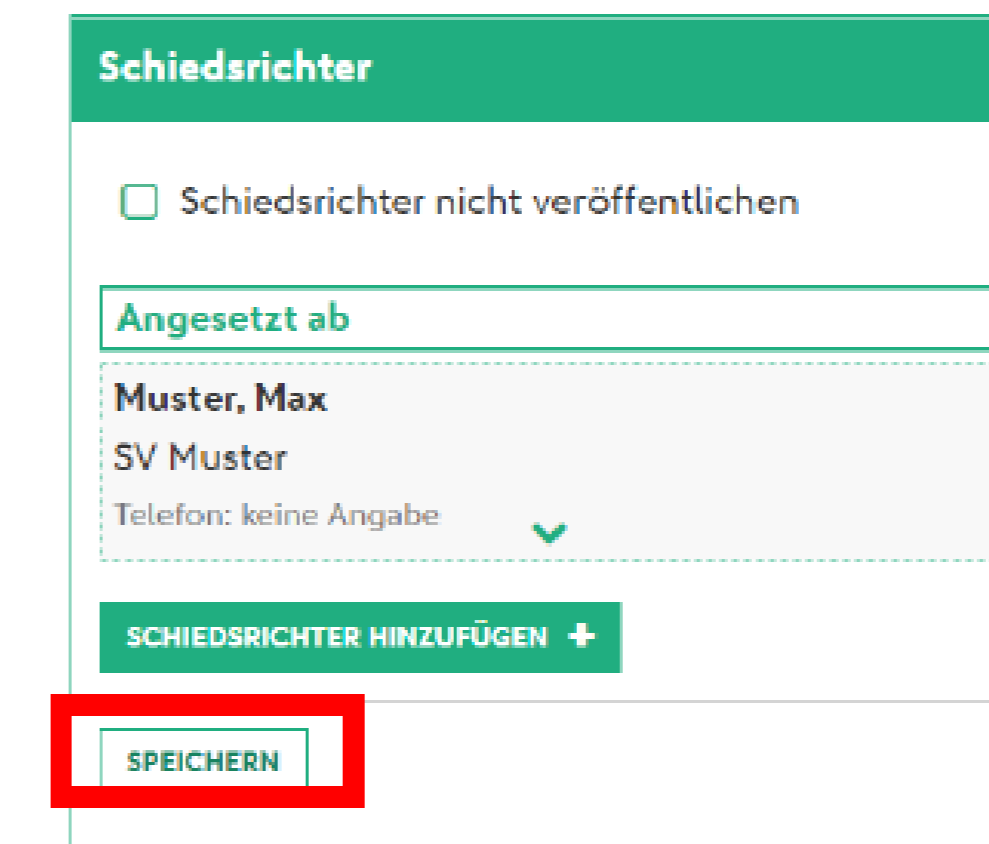 Schiedsrichter
Schiedsrichter nicht veröffentlichen
Angesetzt ab
Muster, Max
SV Muster
Telefon: keine Angabe
SCHIEDSRICHTER HINZUFÜGEN
SPEICHERN